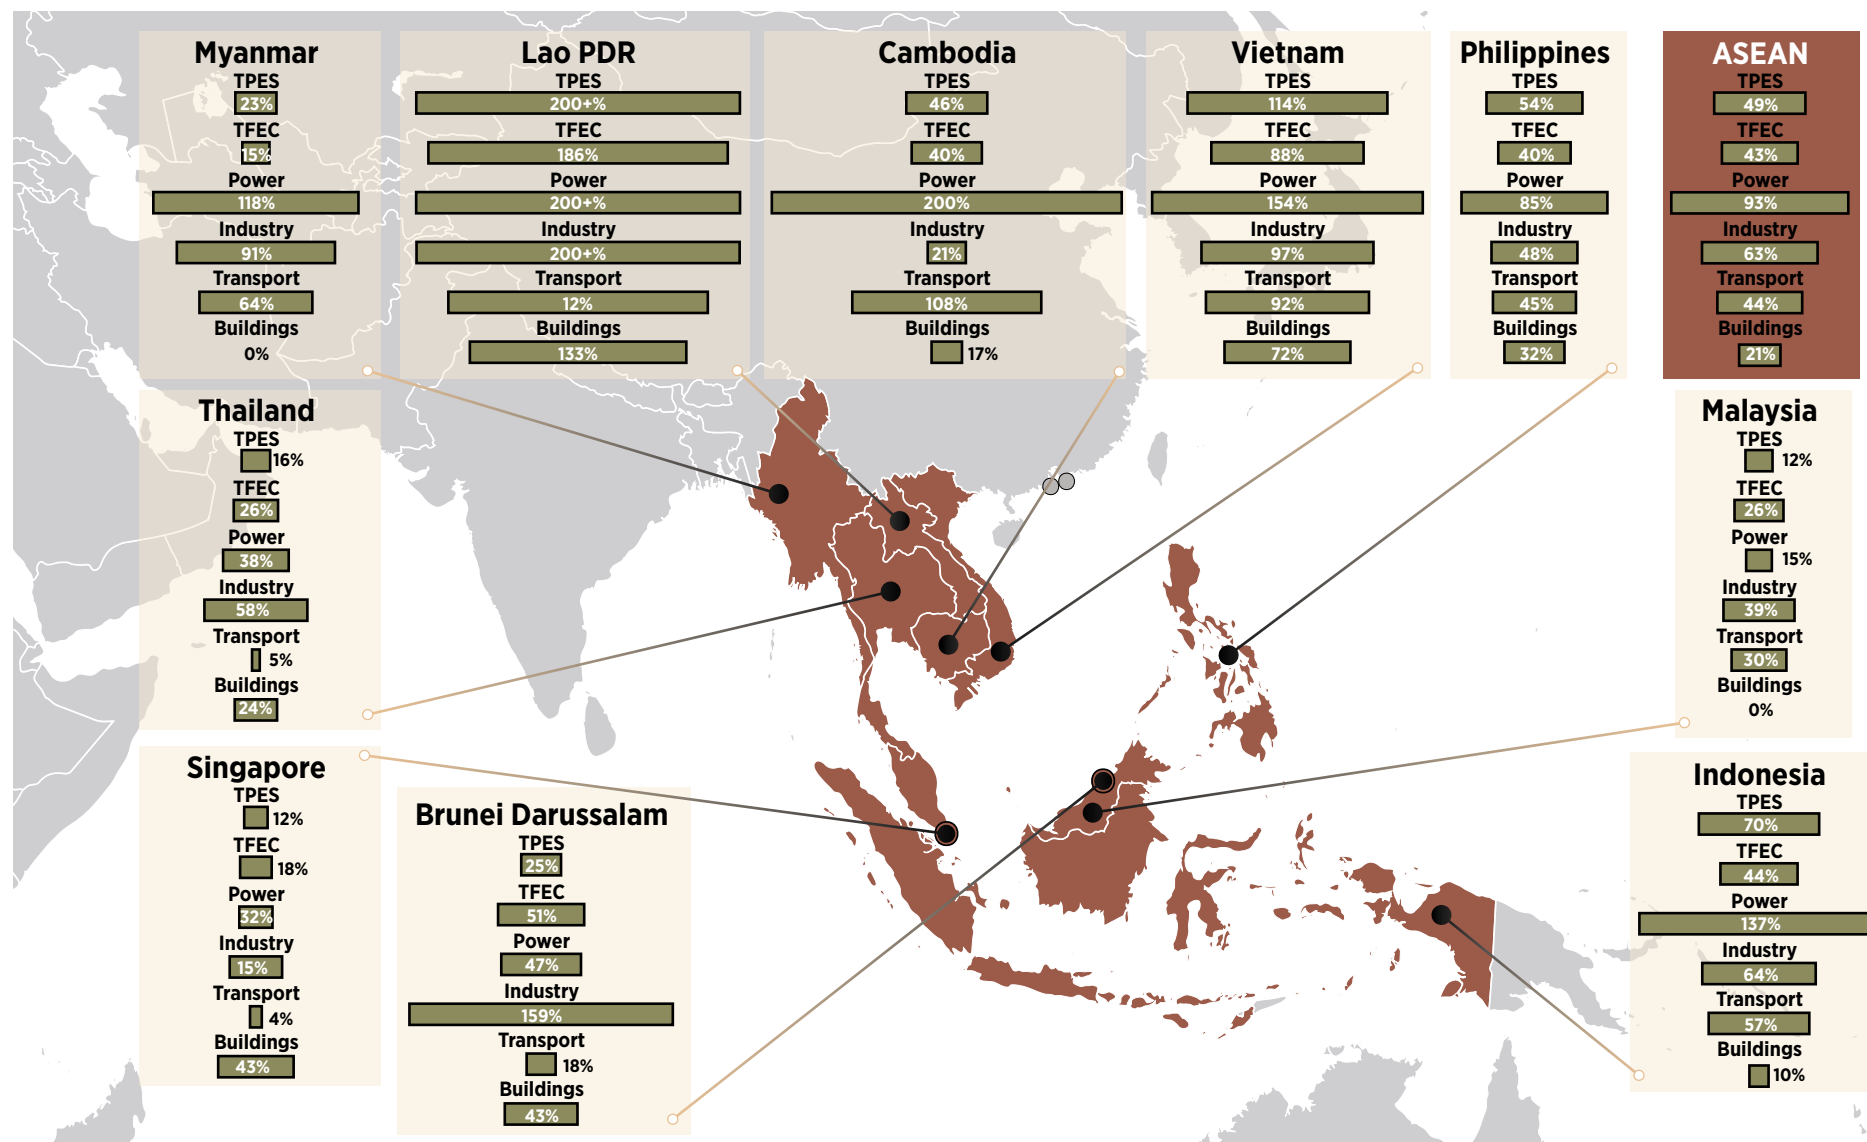 Myanmar
TPES
23%
TFEC
15%
Power
118%
Industry
91%
Transport
64%
Buildings
0%
Lao PDR
TPES
200+%
TFEC
186%
Power
200+%
Industry
200+%
Transport
12%
Buildings
133%
Cambodia
TPES
46%
TFEC
40%
Power
200%
Industry
21%
Transport
108%
Buildings
17%
Vietnam
TPES
114%
TFEC
88%
Power
154%
Industry
97%
Transport
92%
Buildings
72%
Philippines
TPES
54%
TFEC
40%
Power
85%
Industry
48%
Transport
45%
Buildings
32%
ASEAN
TPES
49%
TFEC
43%
Power
93%
Industry
63%
Transport
44%
Buildings
21%
Thailand
TPES
16%
TFEC
26%
Power
38%
Industry
58%
Transport
5%
Buildings
24%
Malaysia
TPES
12%
TFEC
26%
Power
15%
Industry
39%
Transport
30%
Buildings
0%
Singapore
TPES
12%
TFEC
18%
Power
32%
Industry
15%
Transport
4%
Buildings
43%
Brunei Darussalam
TPES
25%
TFEC
51%
Power
47%
Industry
159%
Transport
18%
Buildings
43%
Indonesia
TPES
70%
TFEC
44%
Power
137%
Industry
64%
Transport
57%
Buildings
10%